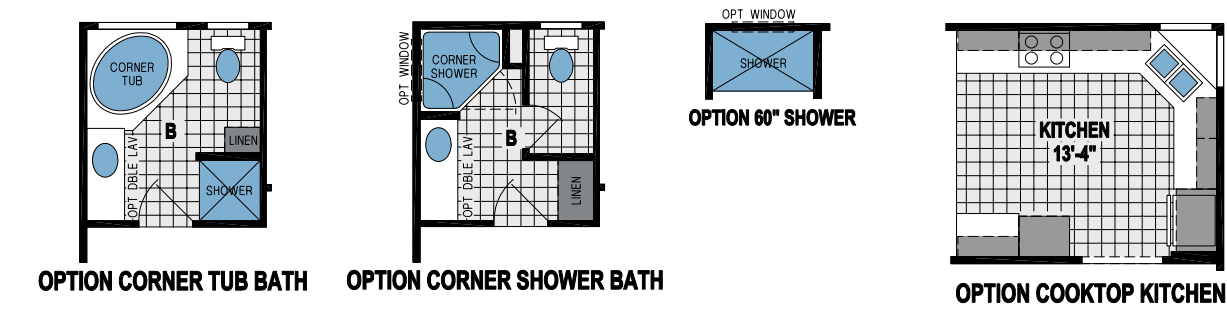 CORNER
TUB
B
LINEN
OPT DBLE LAV
SHOWER
OPTION CORNER TUB BATH
OPT WINDOW
CORNER
SHOWER
B
OPT DBLE LAV
LINEN
OPTION CORNER SHOWER BATH
OPT WINDOW
SHOWER
OPTION 60" SHOWER
KITCHEN
13'-4"
OPTION COOKTOP KITCHEN